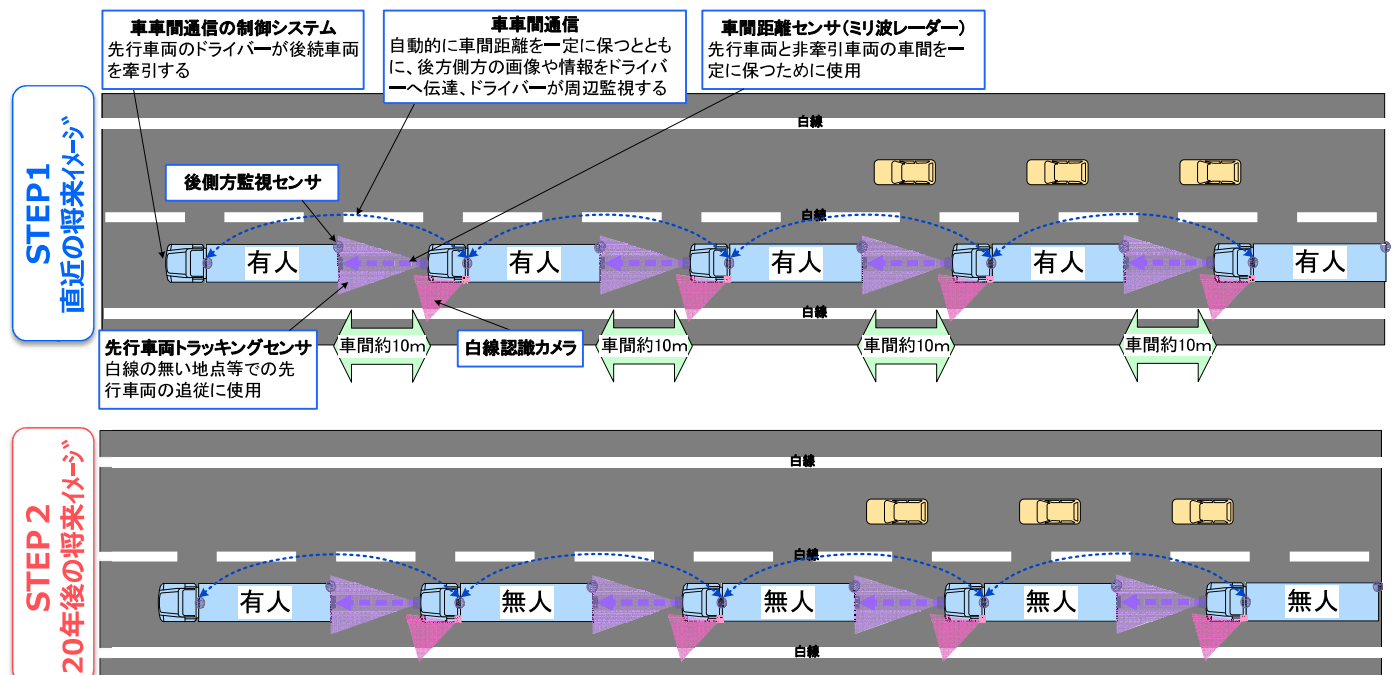 車車間通信の制御システム
先行車両のドライバーが後続車両
を牽引する
車車間通信
自動的に車間距離を一定に保つととも
に、後方側方の画像や情報をドライバ
ーへ伝達、ドライバーが周辺監視する
車間距離センサ(ミリ波レーダー)
先行車両と非牽引車両の車間を一
定に保つために使用
STEP1
直近の将来イメージ
白線
後側方監視センサ
白線
有人
有人
有人
有人
有人
白線
先行車両トラッキングセンサ
白線の無い地点等での先
行車両の追従に使用
車間約10m
白線認識カメラ
車間約10m
車間約10m
車間約10m
STEP2
20年後の将来イメージ
白線
白線
有人
無人
無人
無人
無人
白線